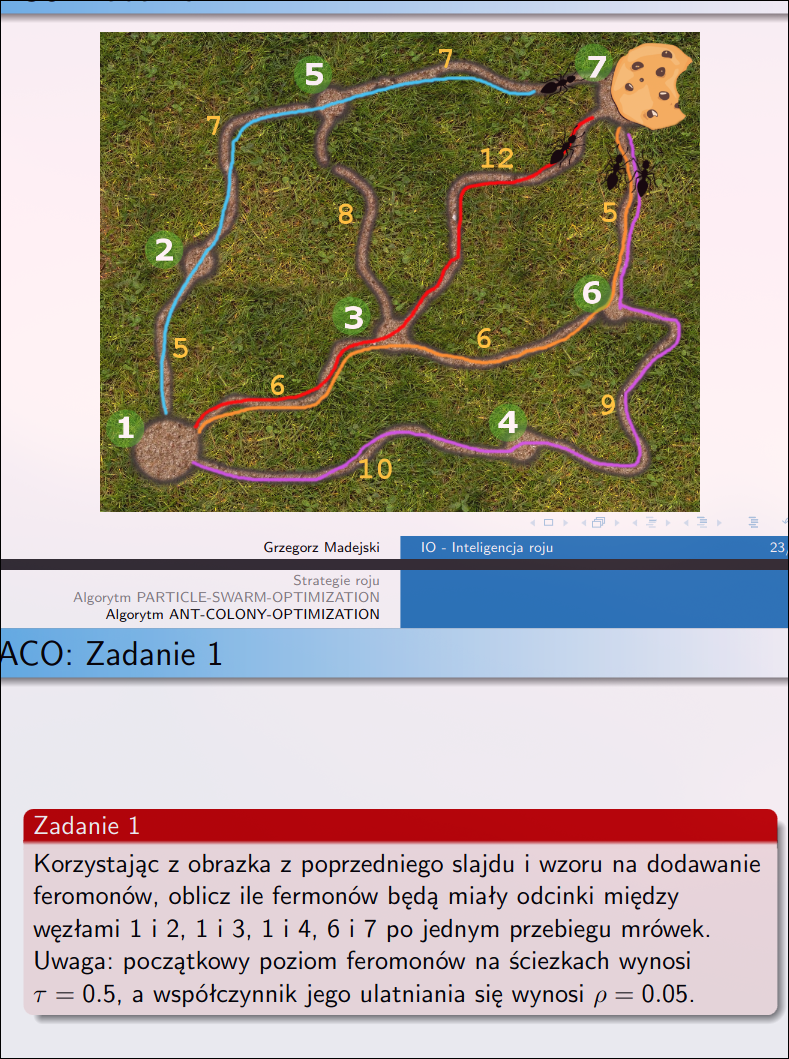 7
5
7
7
12
8
5
2
6
3
6
5
6
9
4
1
10
Grzegorz Madejski
IO - Inteligencja roju
23/
Strategie roju
Algorytm PARTICLE-SWARM-OPTIMIZATION
Algorytm ANT-COLONY-OPTIMIZATION
ACO: Zadanie 1
Zadanie 1
Korzystając z obrazka z poprzedniego slajdu i wzoru na dodawanie
feromonów, oblicz ile fermonów będą miały odcinki między
węzłami 1 i 2, 1 i 3, 1 i 4, 6 i 7 po jednym przebiegu mrówek.
Uwaga: początkowy poziom feromonów na ściezkach wynosi
τ = 0.5, a współczynnik jego ulatniania się wynosi ρ = 0.05.